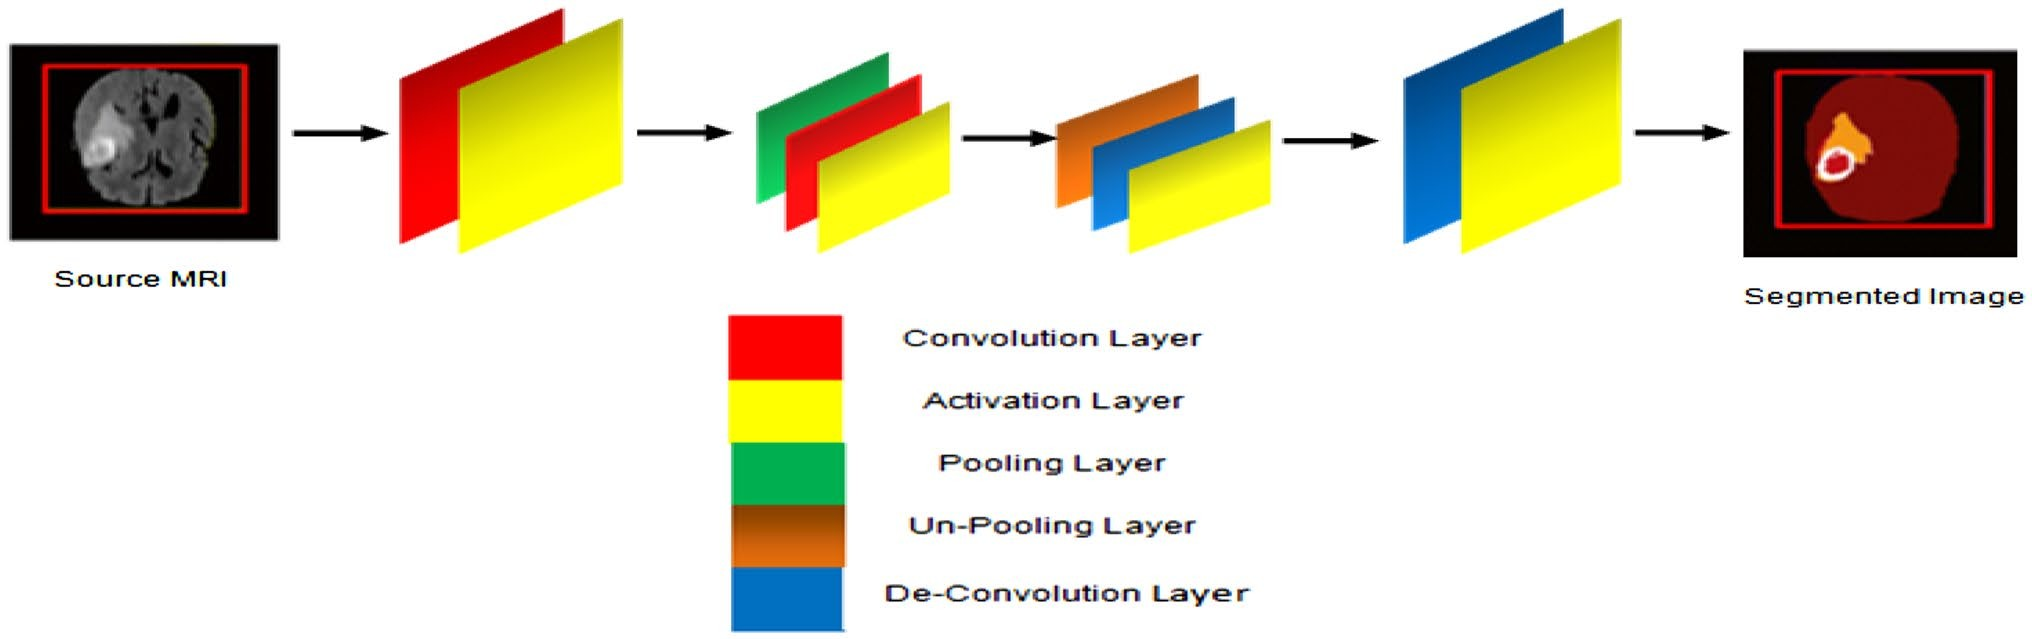 Source MRI
Segmented Image
Convolution Layer
Activation Layer
Pooling Layer
Un-Pooling Layer
De-Convolution Layer